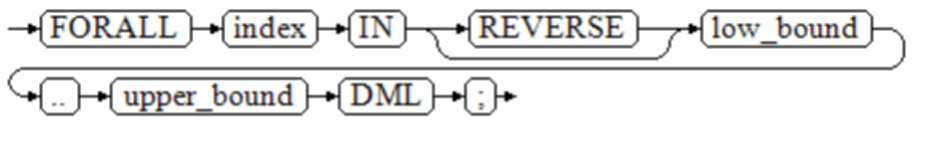 FORALL index IN REVERSE low_bound
.. upper_bound DML ;